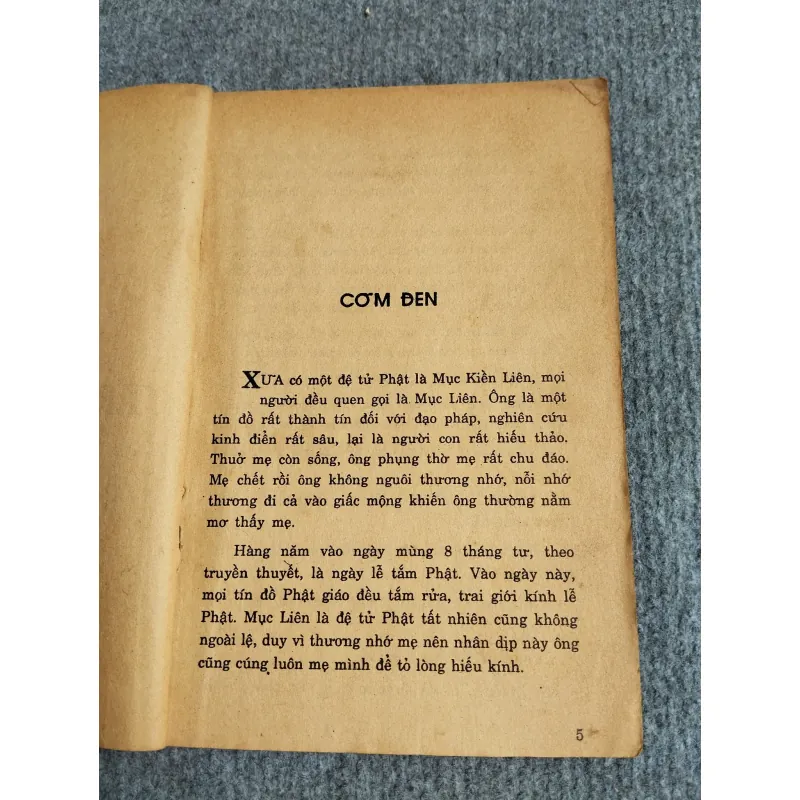 CƠM ĐEN
XƯA có một đệ tử Phật là Mục Kiền Liên, mọi
người đều quen gọi là Mục Liên. Ông là một
tín đồ rất thành tín đối với đạo pháp, nghiên cứu
kinh điển rất sâu, lại là người con rất hiếu thảo.
Thuở mẹ còn sống, ông phụng thờ mẹ rất chu đáo.
Mẹ chết rồi ông không nguôi thương nhớ, nỗi nhớ
thương đi cả vào giấc mộng khiến ông thường nằm
mơ thấy mẹ.
Hàng năm vào ngày mùng 8 tháng tư, theo
truyền thuyết, là ngày lễ tắm Phật. Vào ngày này,
mọi tín đồ Phật giáo đều tắm rửa, trai giới kính lễ
Phật. Mục Liên là đệ tử Phật tất nhiên cũng không
ngoài lệ, duy vì thương nhớ mẹ nên nhân dịp này ông
cũng cúng luôn mẹ mình để tỏ lòng hiếu kính.
5